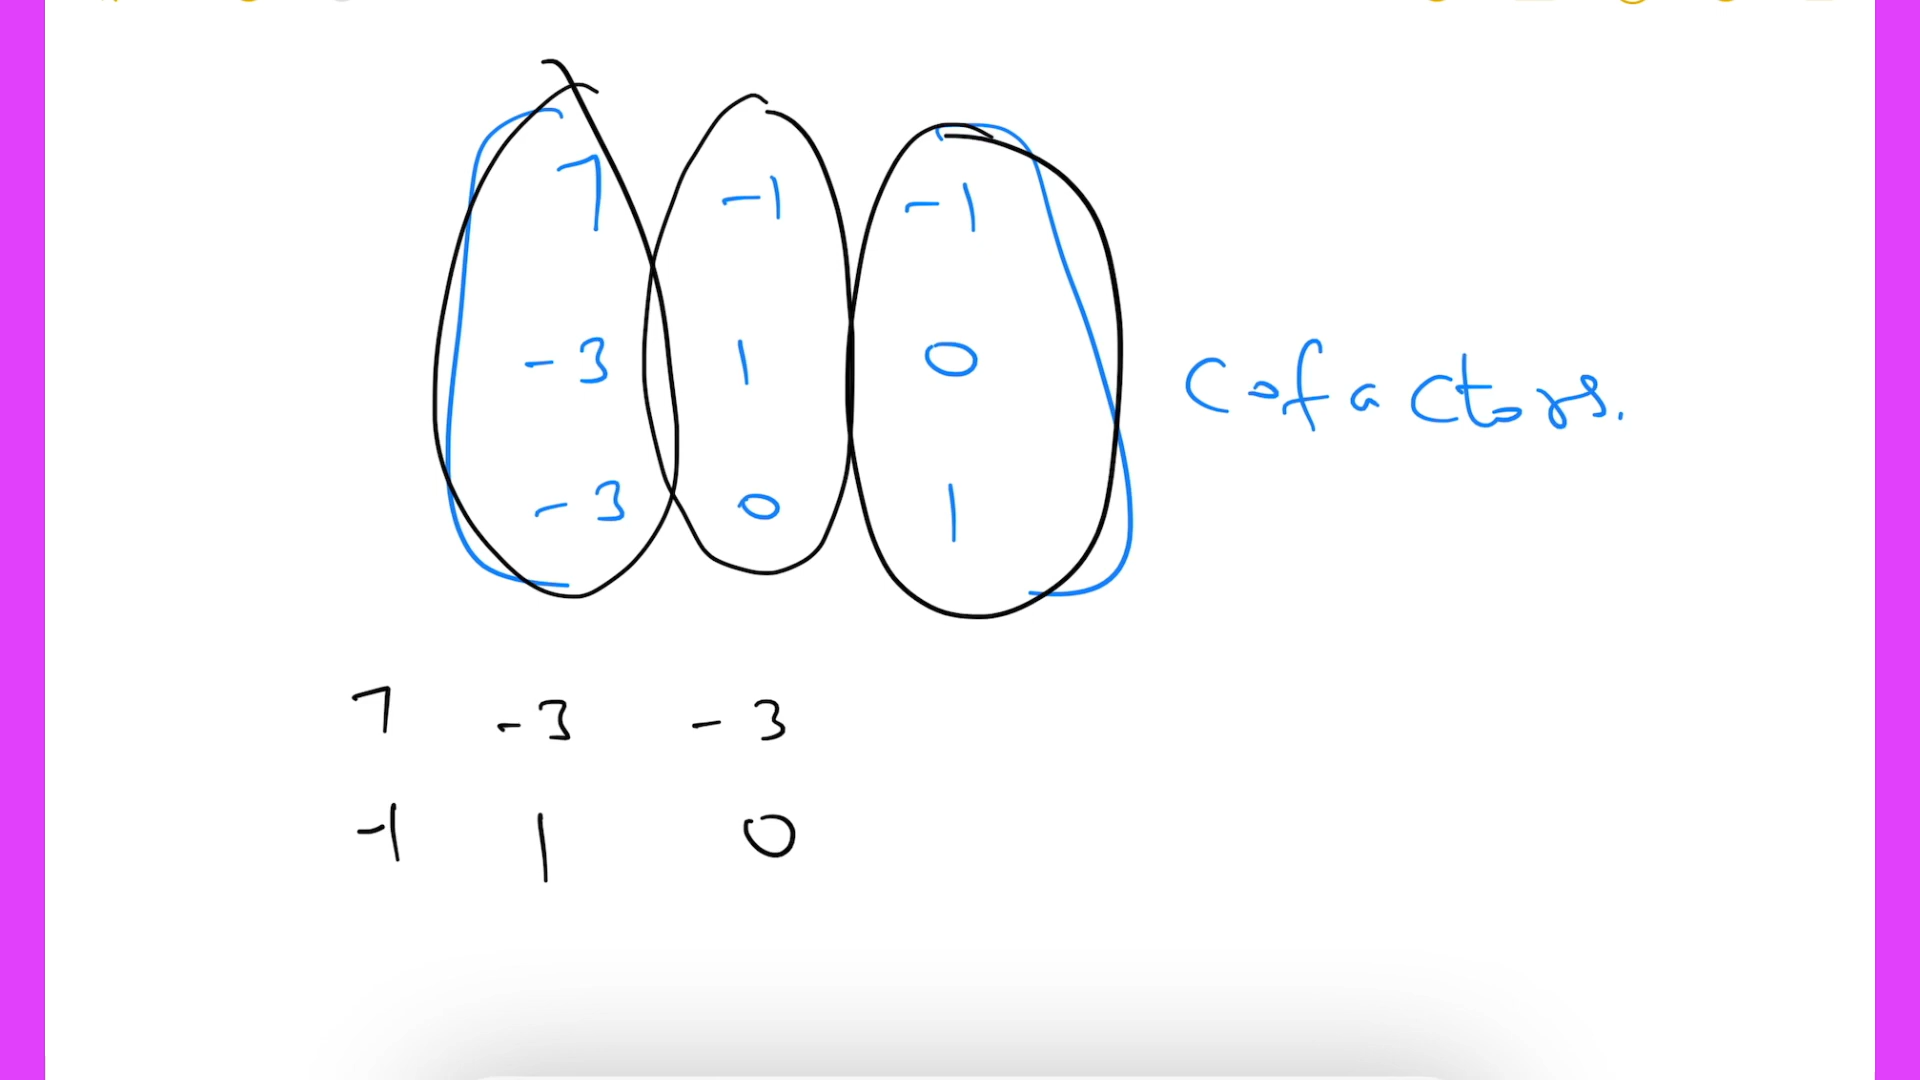 7 -1 -1
-3 1 0 Cofactors.
-3 0 1
7 -3 -3
-1 1 0